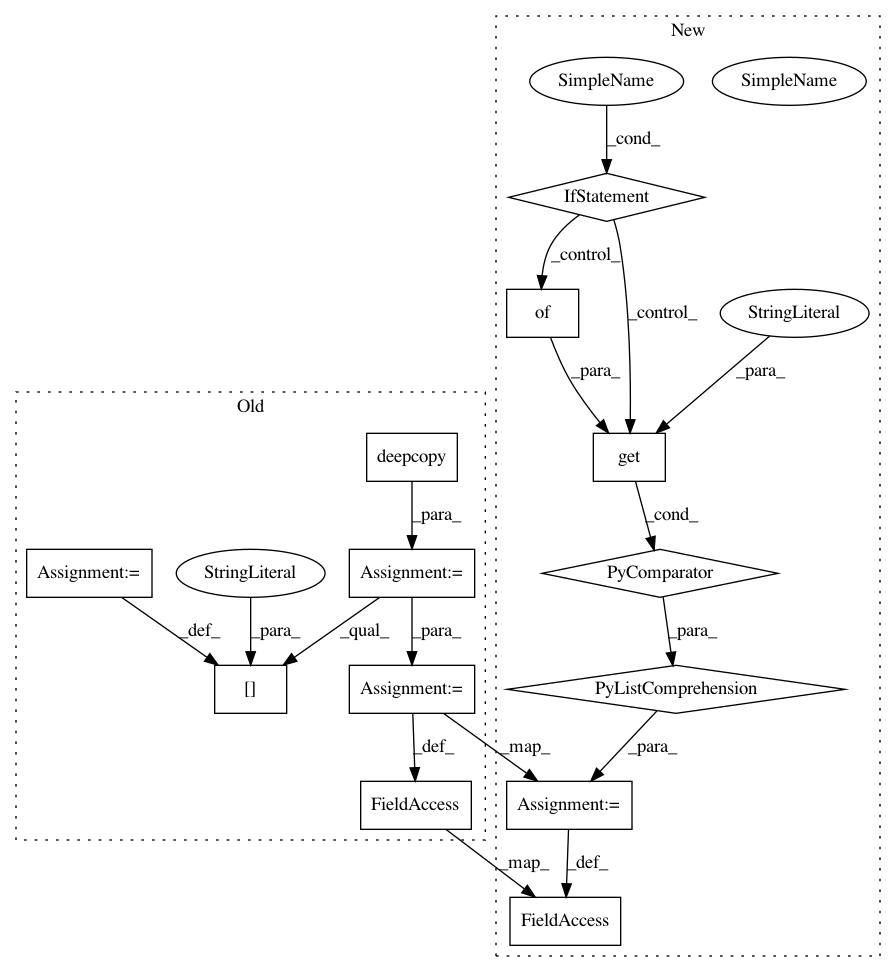 New
SimpleName
SimpleName
_cond_
IfStatement
_control_
of
_control_
StringLiteral
_para_
_para_
Old
deepcopy
get
_para_
_cond_
Assignment:=
StringLiteral
Assignment:=
PyComparator
_def_
_para_
_qual_
_para_
_para_
[]
Assignment:=
PyListComprehension
_def_
_map_
_para_
FieldAccess
Assignment:=
_map_
_def_
FieldAccess